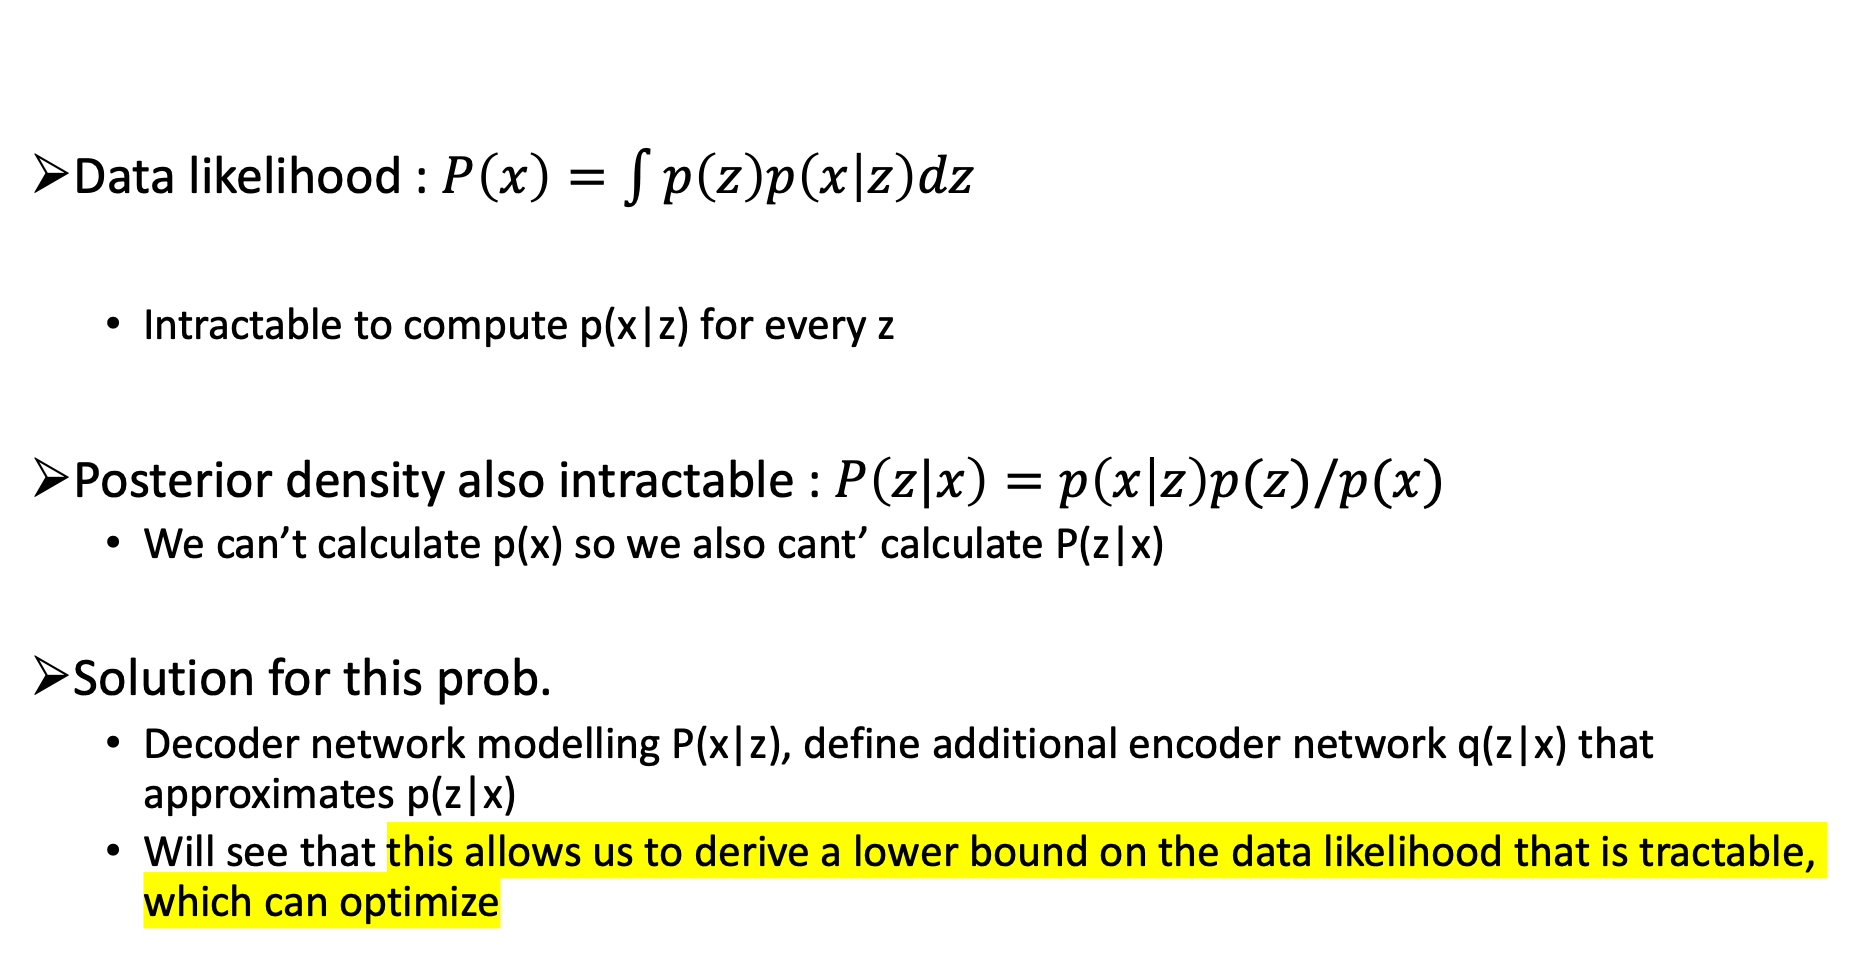 ➢Data likelihood : P(x) = ∫ p(z)p(x|z)dz
• Intractable to compute p(x|z) for every z
➢Posterior density also intractable : P(z|x) = p(x|z)p(z)/p(x)
• We can’t calculate p(x) so we also cant’ calculate P(z|x)
➢Solution for this prob.
• Decoder network modelling P(x|z), define additional encoder network q(z|x) that
approximates p(z|x)
• Will see that this allows us to derive a lower bound on the data likelihood that is tractable,
which can optimize